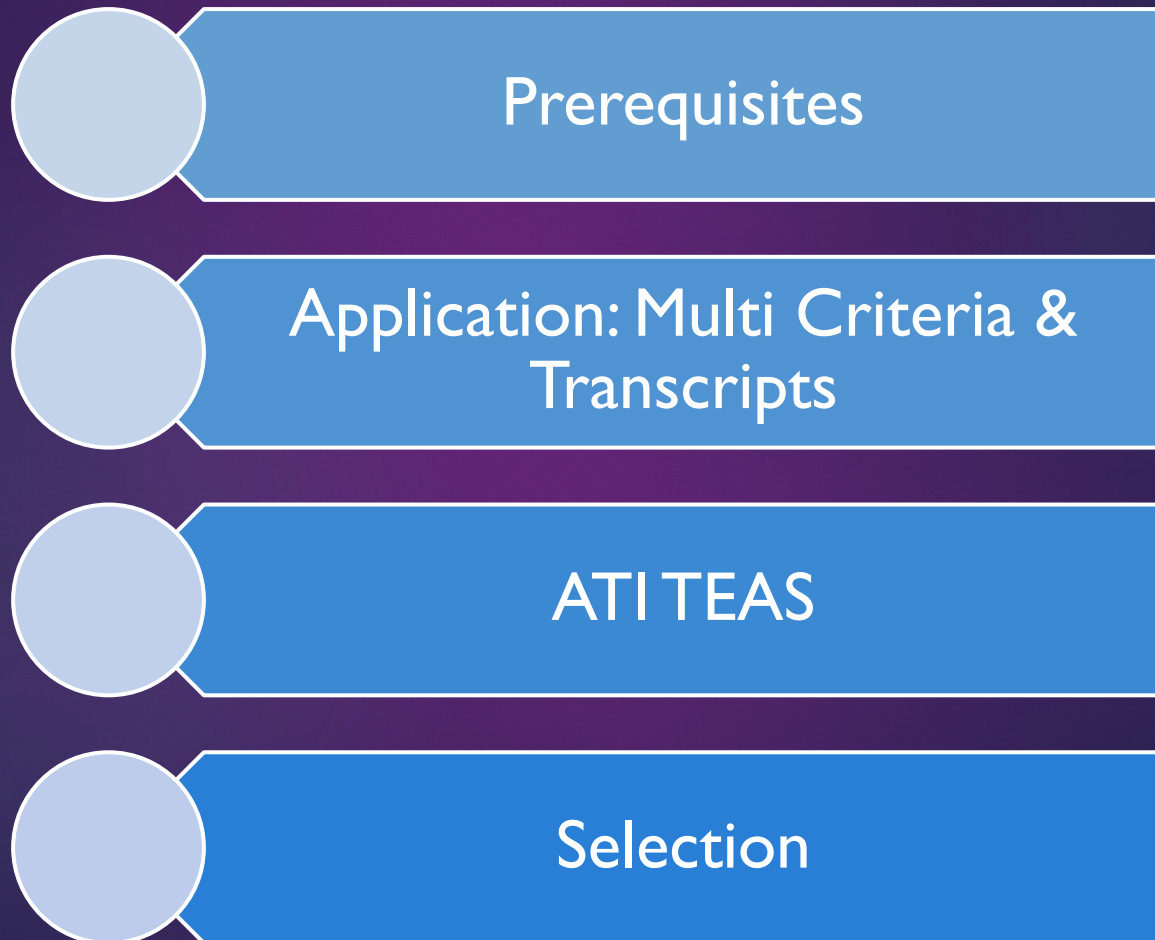 Prerequisites
Application: Multi Criteria &
Transcripts
ATI TEAS
Selection